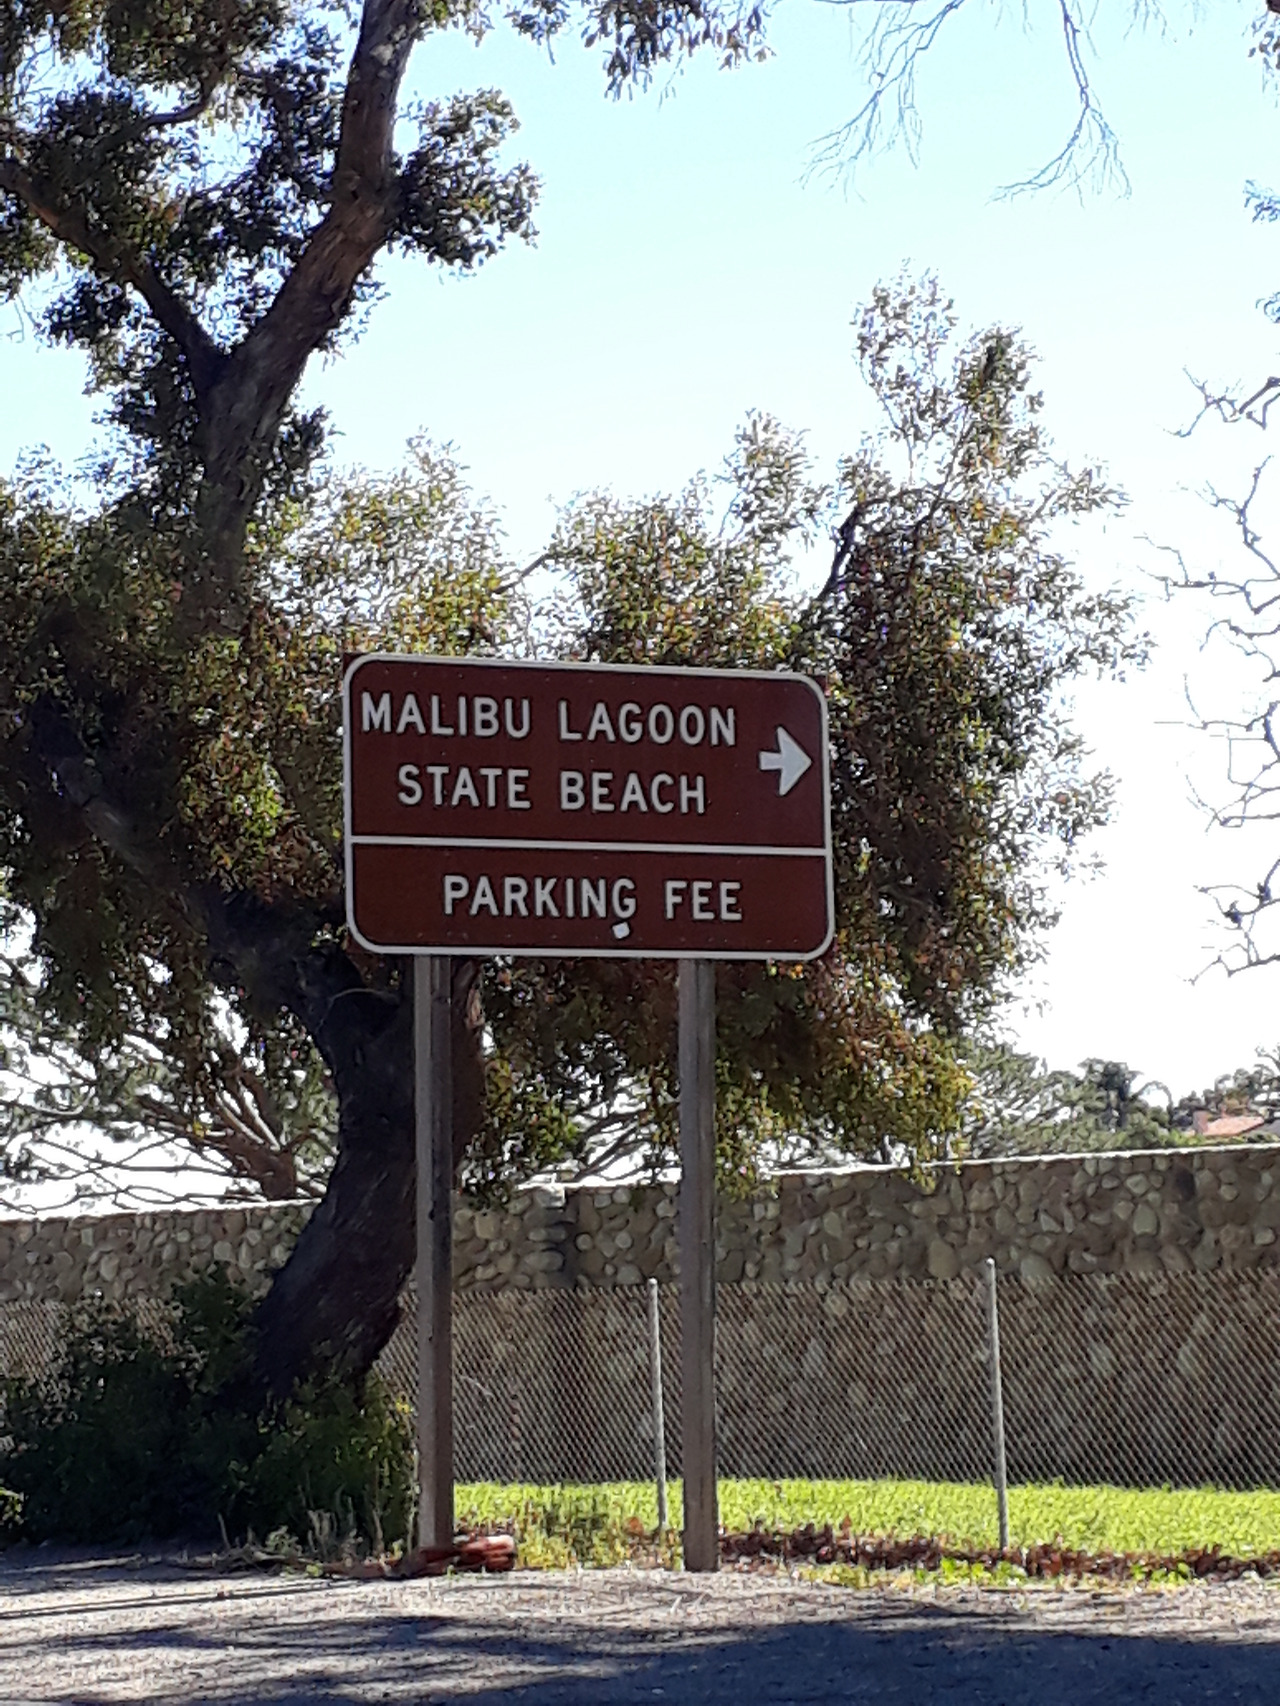 MALIBU LAGOON
STATE BEACH
PARKING FEE